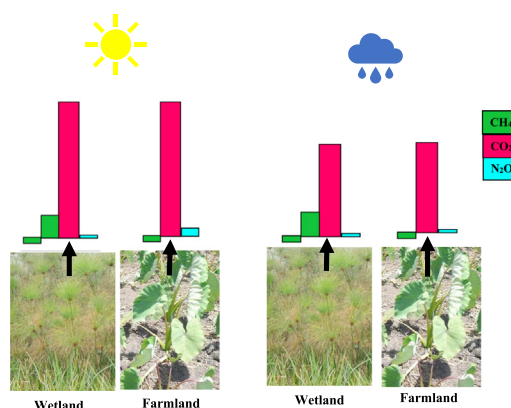 CH₄
CO₂
N₂O
Wetland
Farmland
Wetland
Farmland